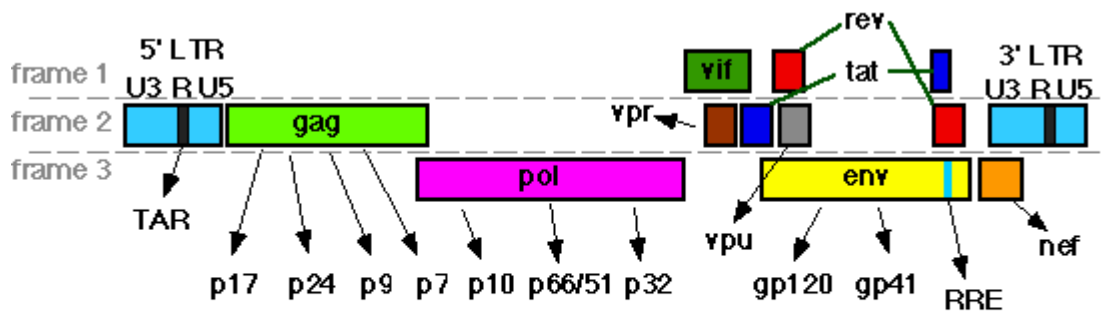 rev
5' LTR
3' LTR
frame 1
vif
tat
U3 R U5
U3 R U5
frame 2
gag
vpr
frame 3
pol
env
TAR
vpu
nef
p17 p24 p9 p7 p10 p66/51 p32 gp120 gp41 RRE